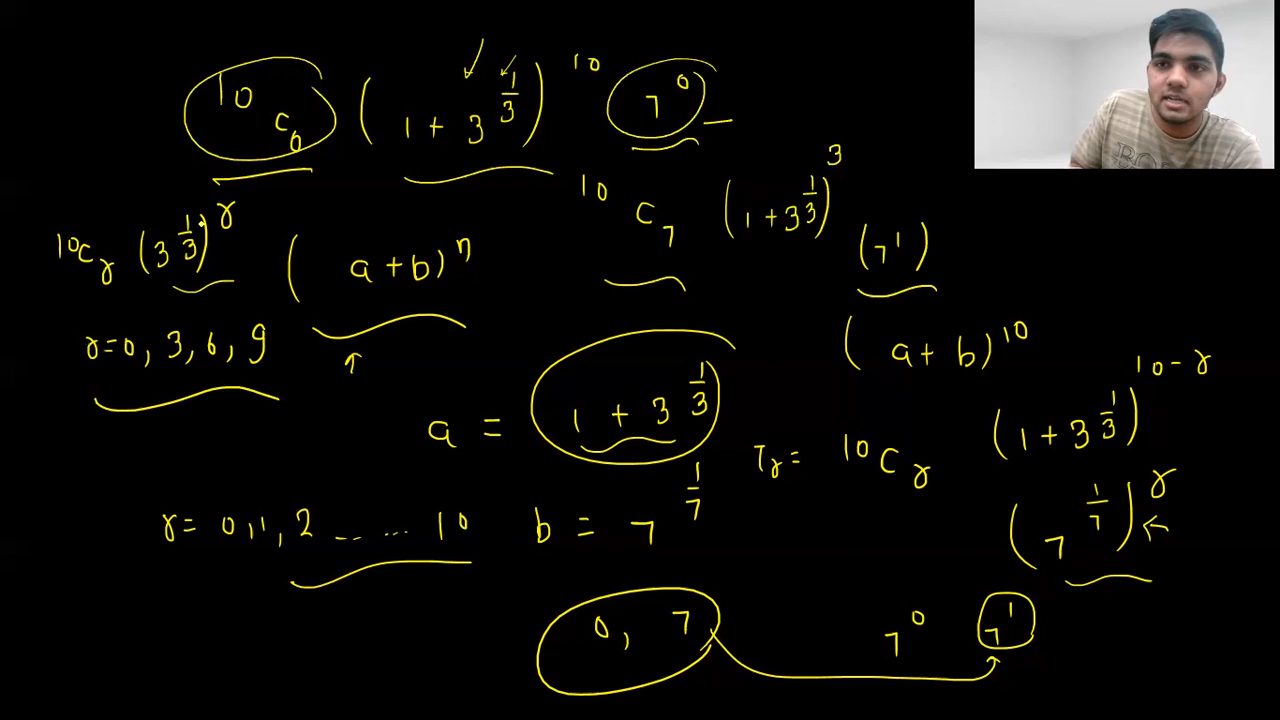 ¹⁰C₀ (1 + 3^(1/3))^10 7^0
¹⁰C₇ (1 + 3^(1/3))^3 (7^1)
¹⁰Cᵣ (3^(1/3))^r
(a + b)^n
r = 0, 3, 6, 9
(a + b)^10
a = 1 + 3^(1/3)
Tᵣ = ¹⁰Cᵣ (1 + 3^(1/3))^(10-r) (7^(1/7))^r
r = 0, 1, 2 ...... 10
b = 7^(1/7)
0, 7
7^0 7^1